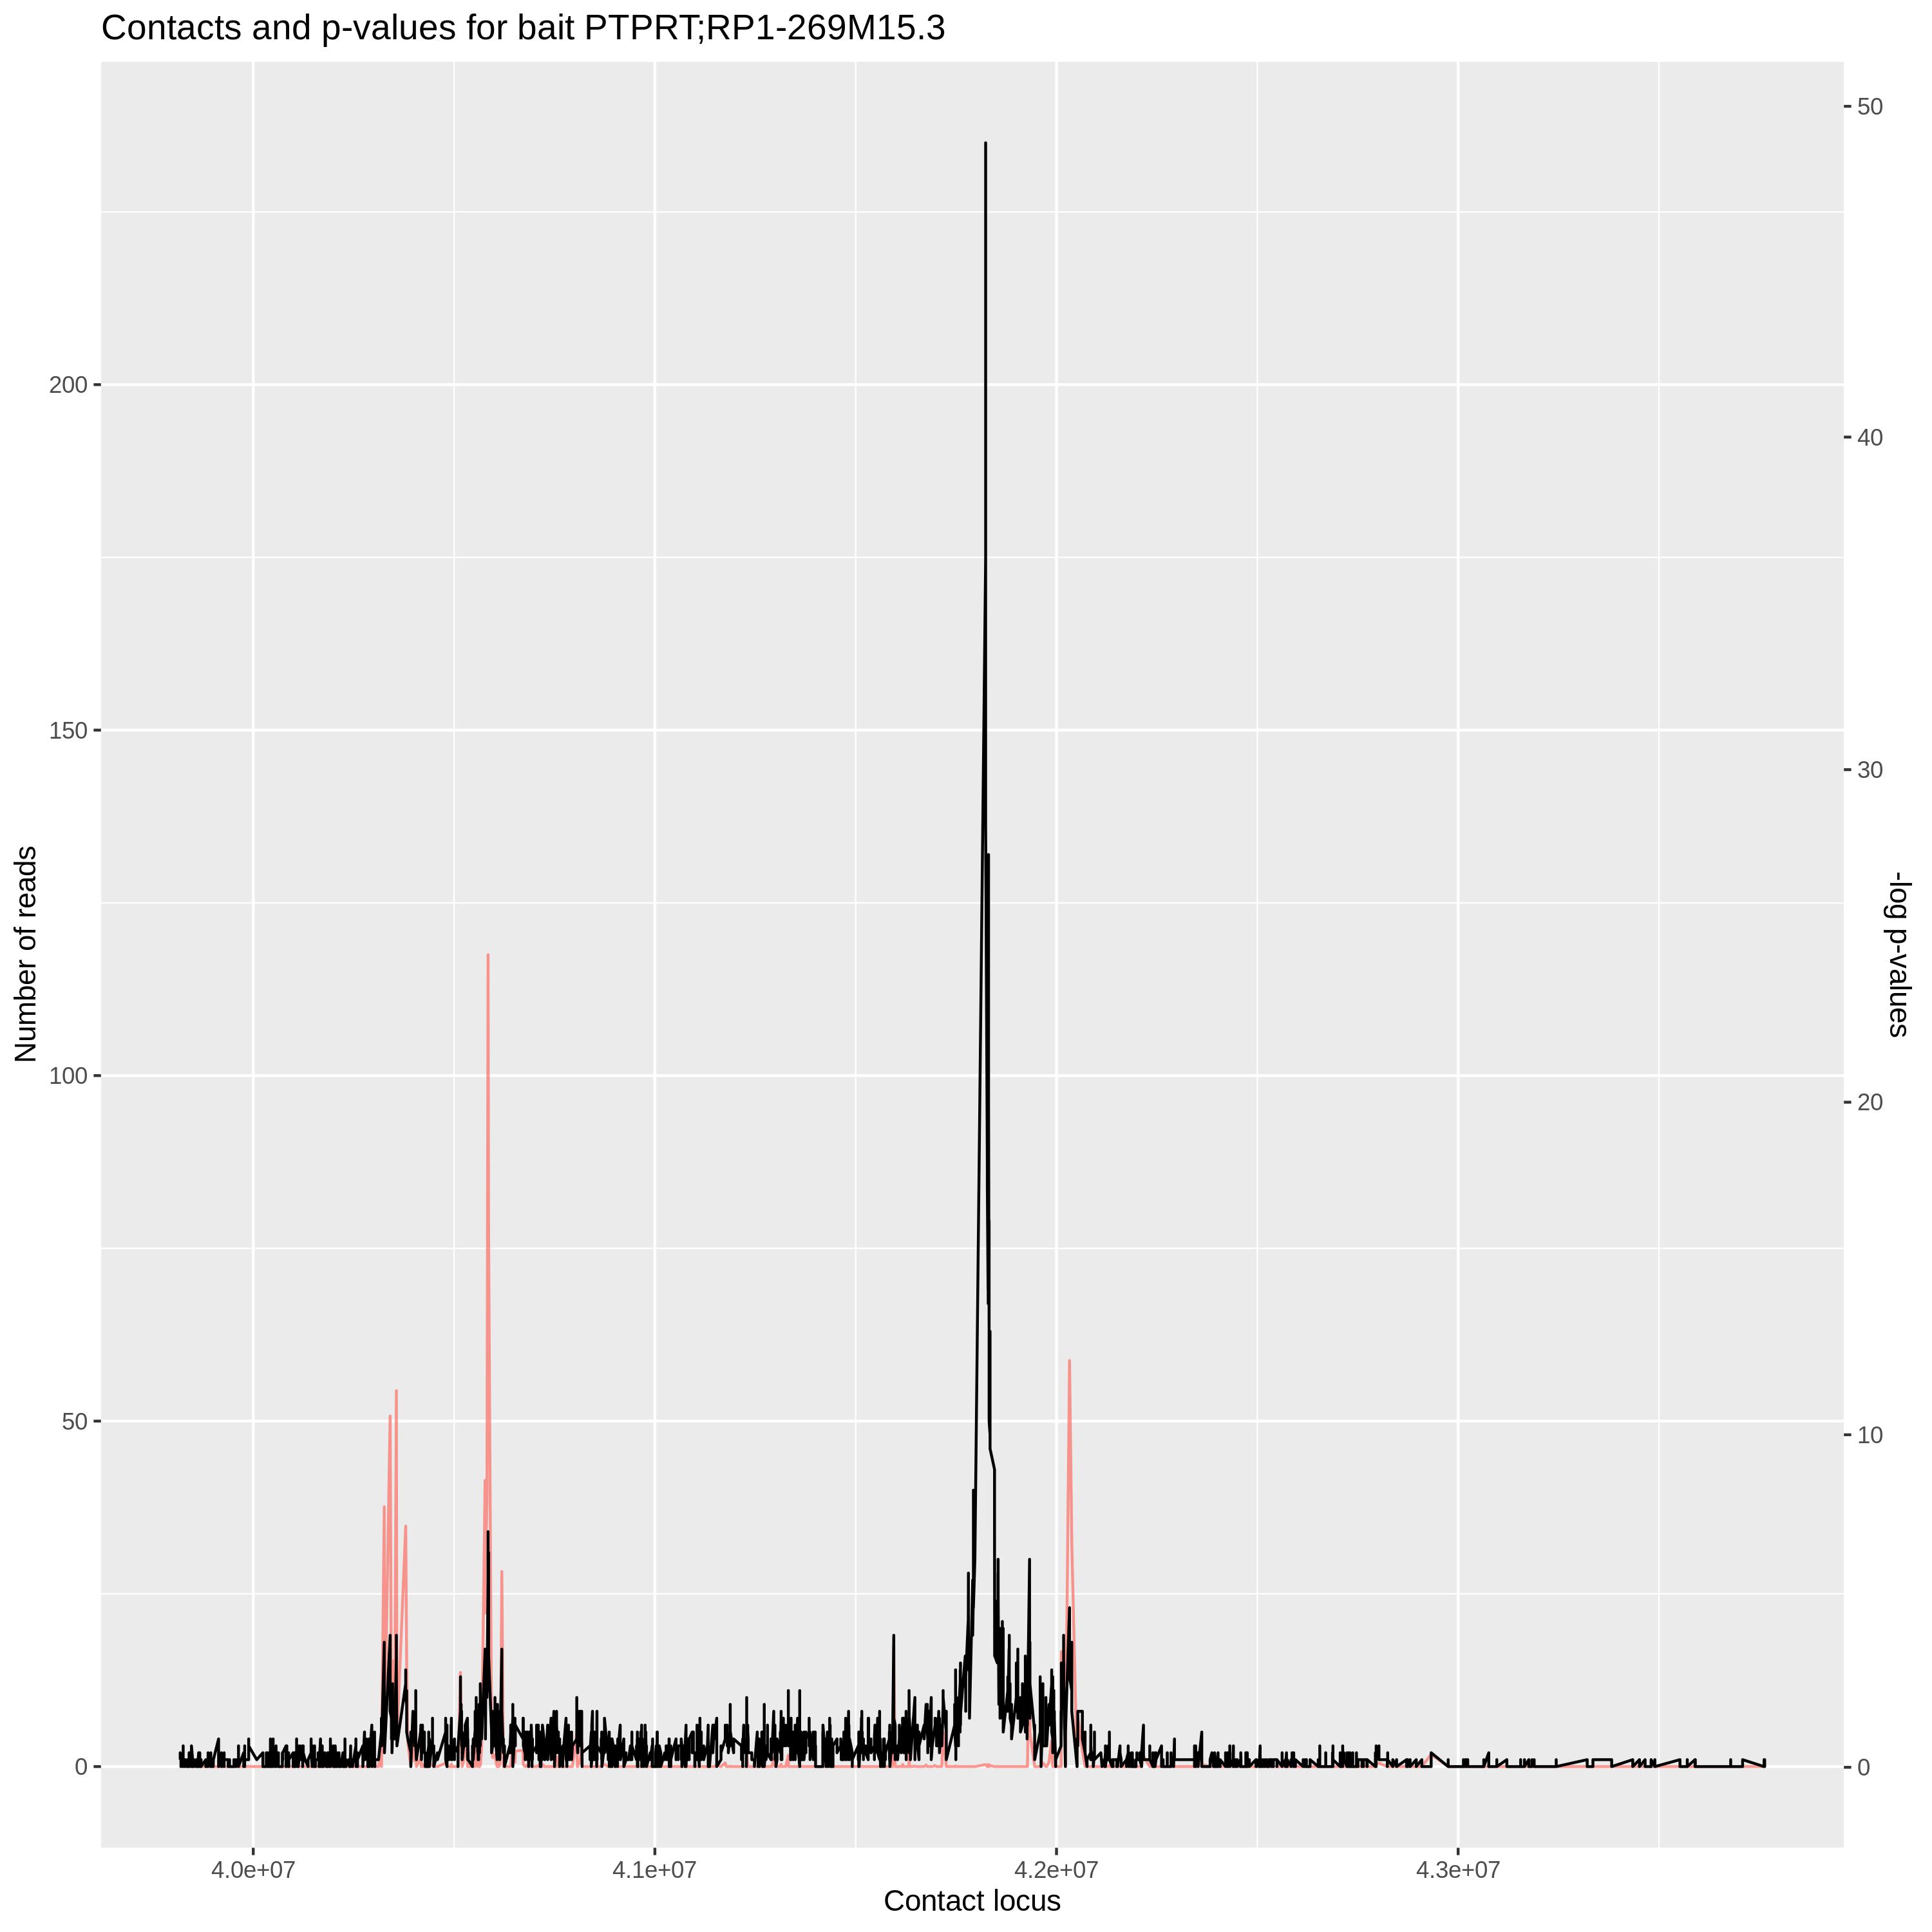 Contacts and p-values for bait PTPRT;RP1-269M15.3
Number of reads
200
150
100
50
0
50
40
30
20
10
0
-log p-values
4.0e+07
4.1e+07
4.2e+07
4.3e+07
Contact locus